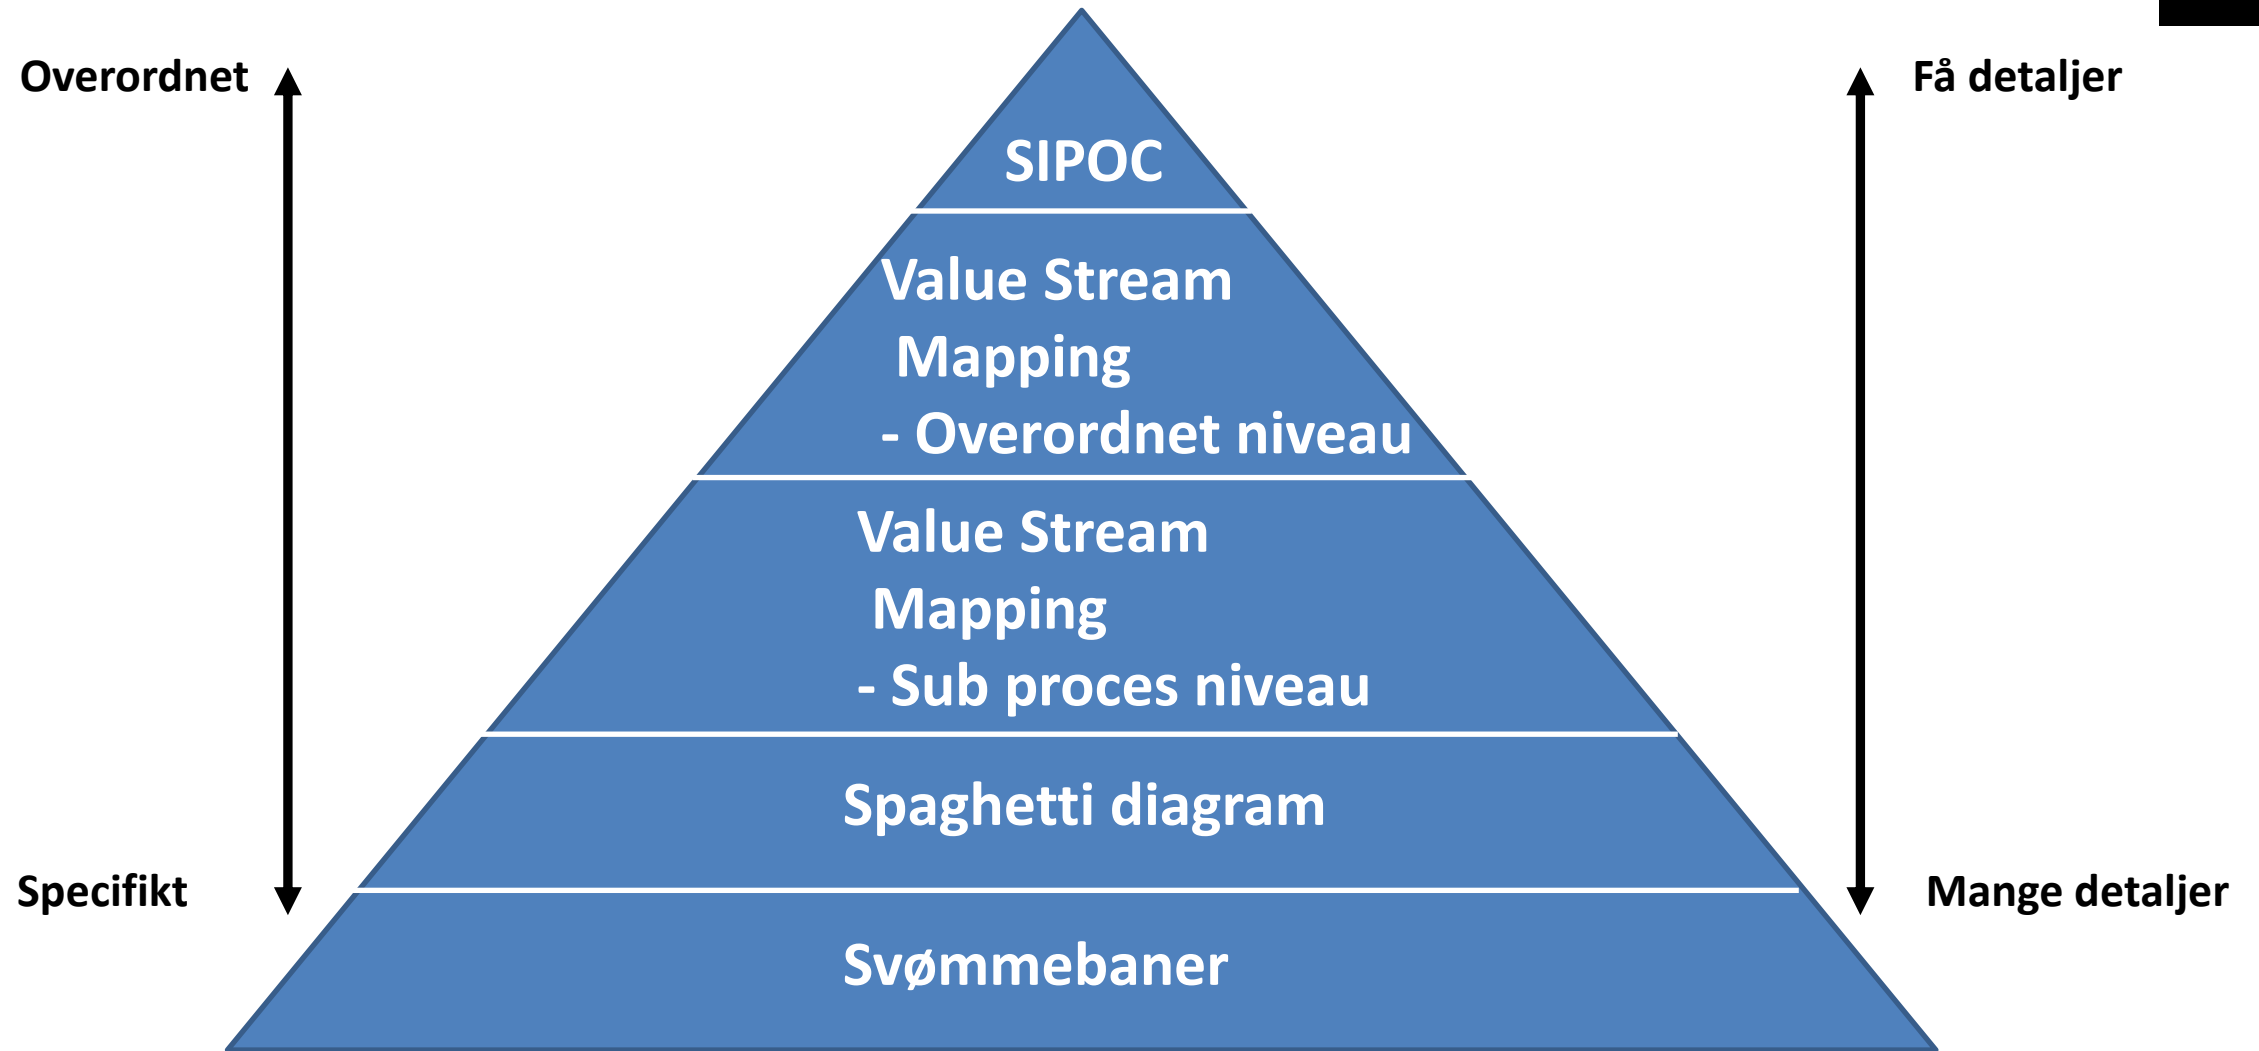 Overordnet
Få detaljer
SIPOC
Value Stream
Mapping
- Overordnet niveau
Value Stream
Mapping
- Sub proces niveau
Spaghetti diagram
Specifikt
Mange detaljer
Svømmebaner